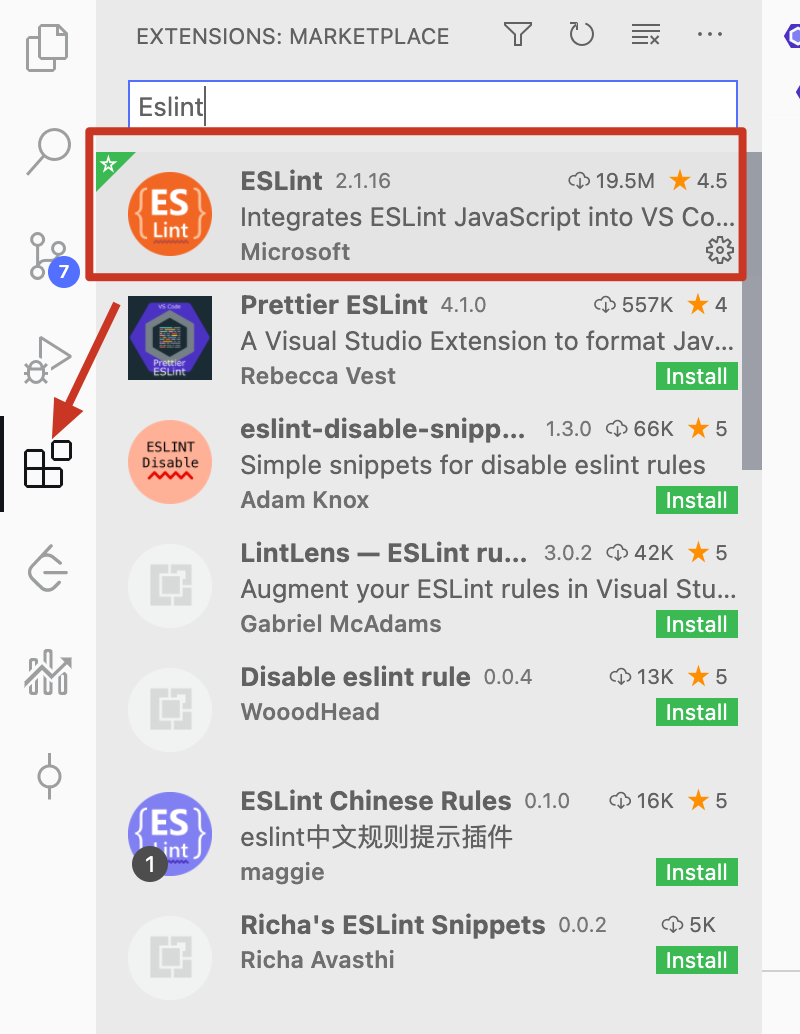 EXTENSIONS: MARKETPLACE
Eslint
ES
Lint
ESLint 2.1.16 19.5M 4.5
Integrates ESLint JavaScript into VS Co...
Microsoft
7
VS Code
Prettier
ESLint
Prettier ESLint 4.1.0 557K 4
A Visual Studio Extension to format Jav...
Rebecca Vest Install
ESLINT
Disable
eslint-disable-snipp... 1.3.0 66K 5
Simple snippets for disable eslint rules
Adam Knox Install
LintLens — ESLint ru... 3.0.2 42K 5
Augment your ESLint rules in Visual Stu...
Gabriel McAdams Install
Disable eslint rule 0.0.4 13K 5
WooodHead Install
ES
Lint
1
ESLint Chinese Rules 0.1.0 16K 5
eslint中文规则提示插件
maggie Install
Richa's ESLint Snippets 0.0.2 5K
Richa Avasthi Install